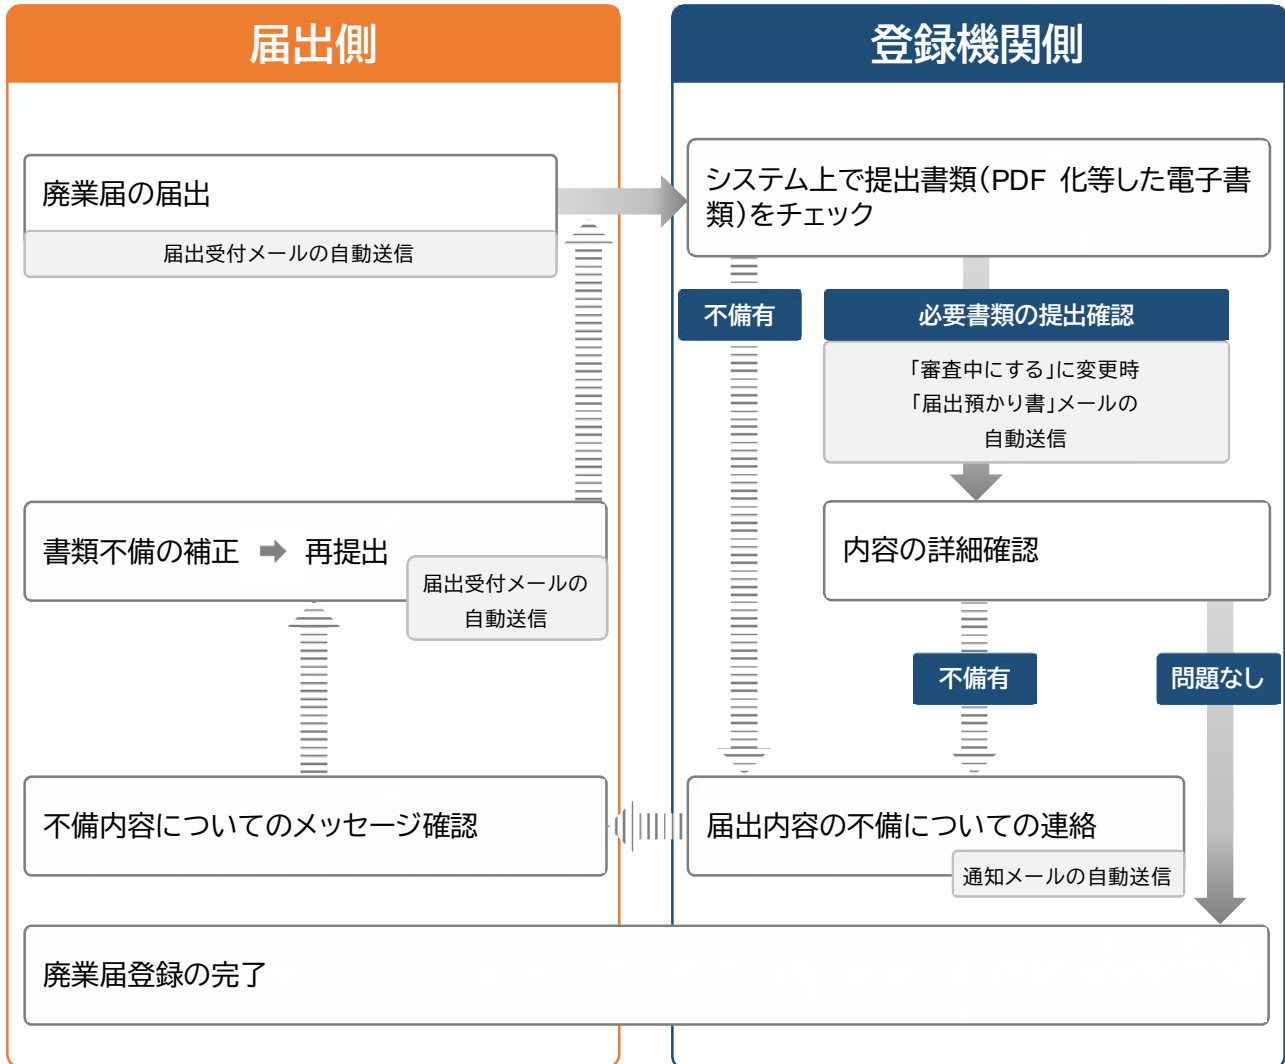 届出側
登録機関側
廃業届の届出
届出受付メールの自動送信
システム上で提出書類（PDF 化等した電子書
類）をチェック
不備有
必要書類の提出確認
「審査中にする」に変更時
「届出預かり書」メールの
自動送信
書類不備の補正 ➡ 再提出
届出受付メールの
自動送信
内容の詳細確認
不備有
問題なし
不備内容についてのメッセージ確認
届出内容の不備についての連絡
通知メールの自動送信
廃業届登録の完了